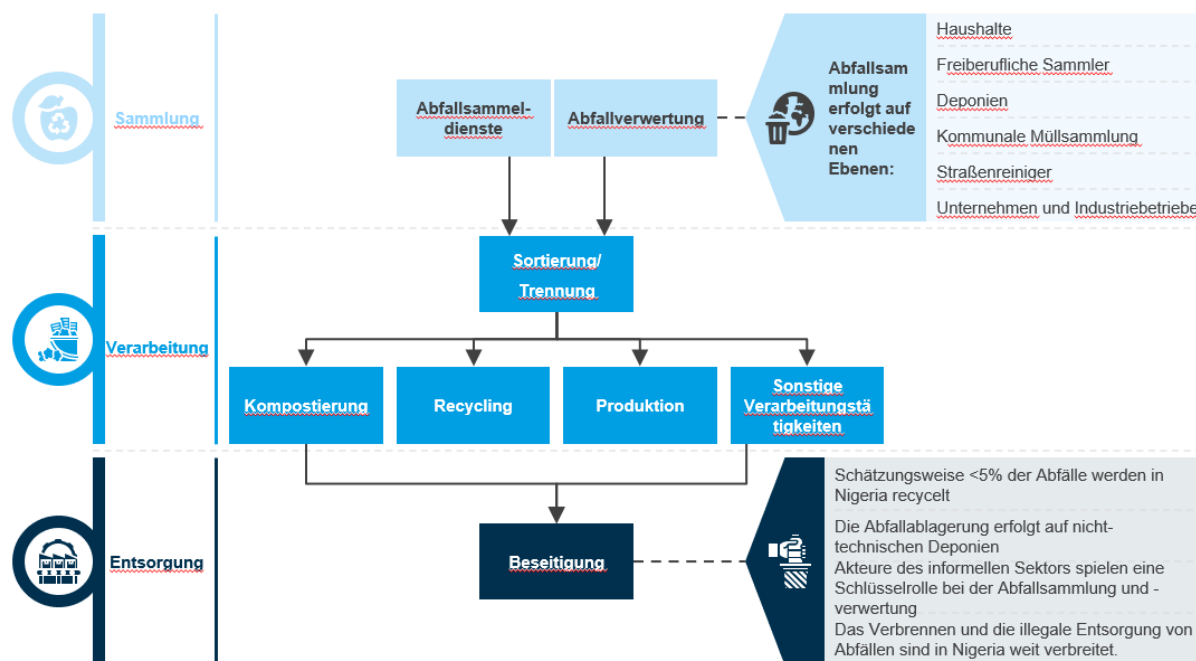 Sammlung
Abfallsammel-
dienste
Abfallverwertung
Abfallsam
mlung
erfolgt auf
verschiede
nen
Ebenen:
Haushalte
Freiberufliche Sammler
Deponien
Kommunale Müllsammlung
Straßenreiniger
Unternehmen und Industriebetriebe
Verarbeitung
Sortierung/
Trennung
Kompostierung
Recycling
Produktion
Sonstige
Verarbeitungstä
tigkeiten
Entsorgung
Beseitigung
Schätzungsweise <5% der Abfälle werden in
Nigeria recycelt
Die Abfallablagerung erfolgt auf nicht-
technischen Deponien
Akteure des informellen Sektors spielen eine
Schlüsselrolle bei der Abfallsammlung und -
verwertung
Das Verbrennen und die illegale Entsorgung von
Abfällen sind in Nigeria weit verbreitet.